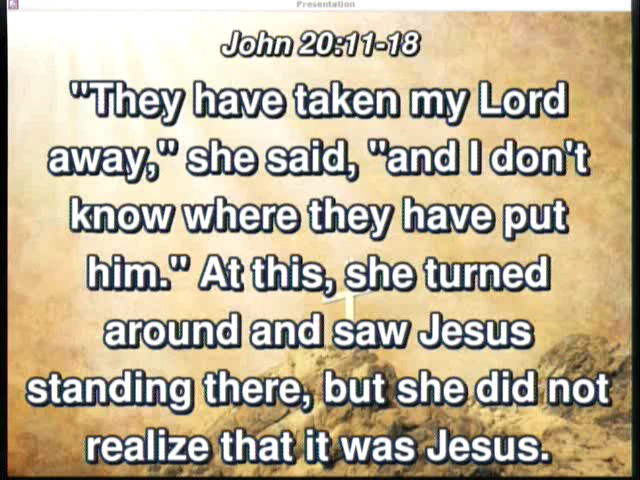 Presentation
John 20:11-18
"They have taken my Lord
away," she said, "and I don't
know where they have put
him." At this, she turned
around and saw Jesus
standing there, but she did not
realize that it was Jesus.